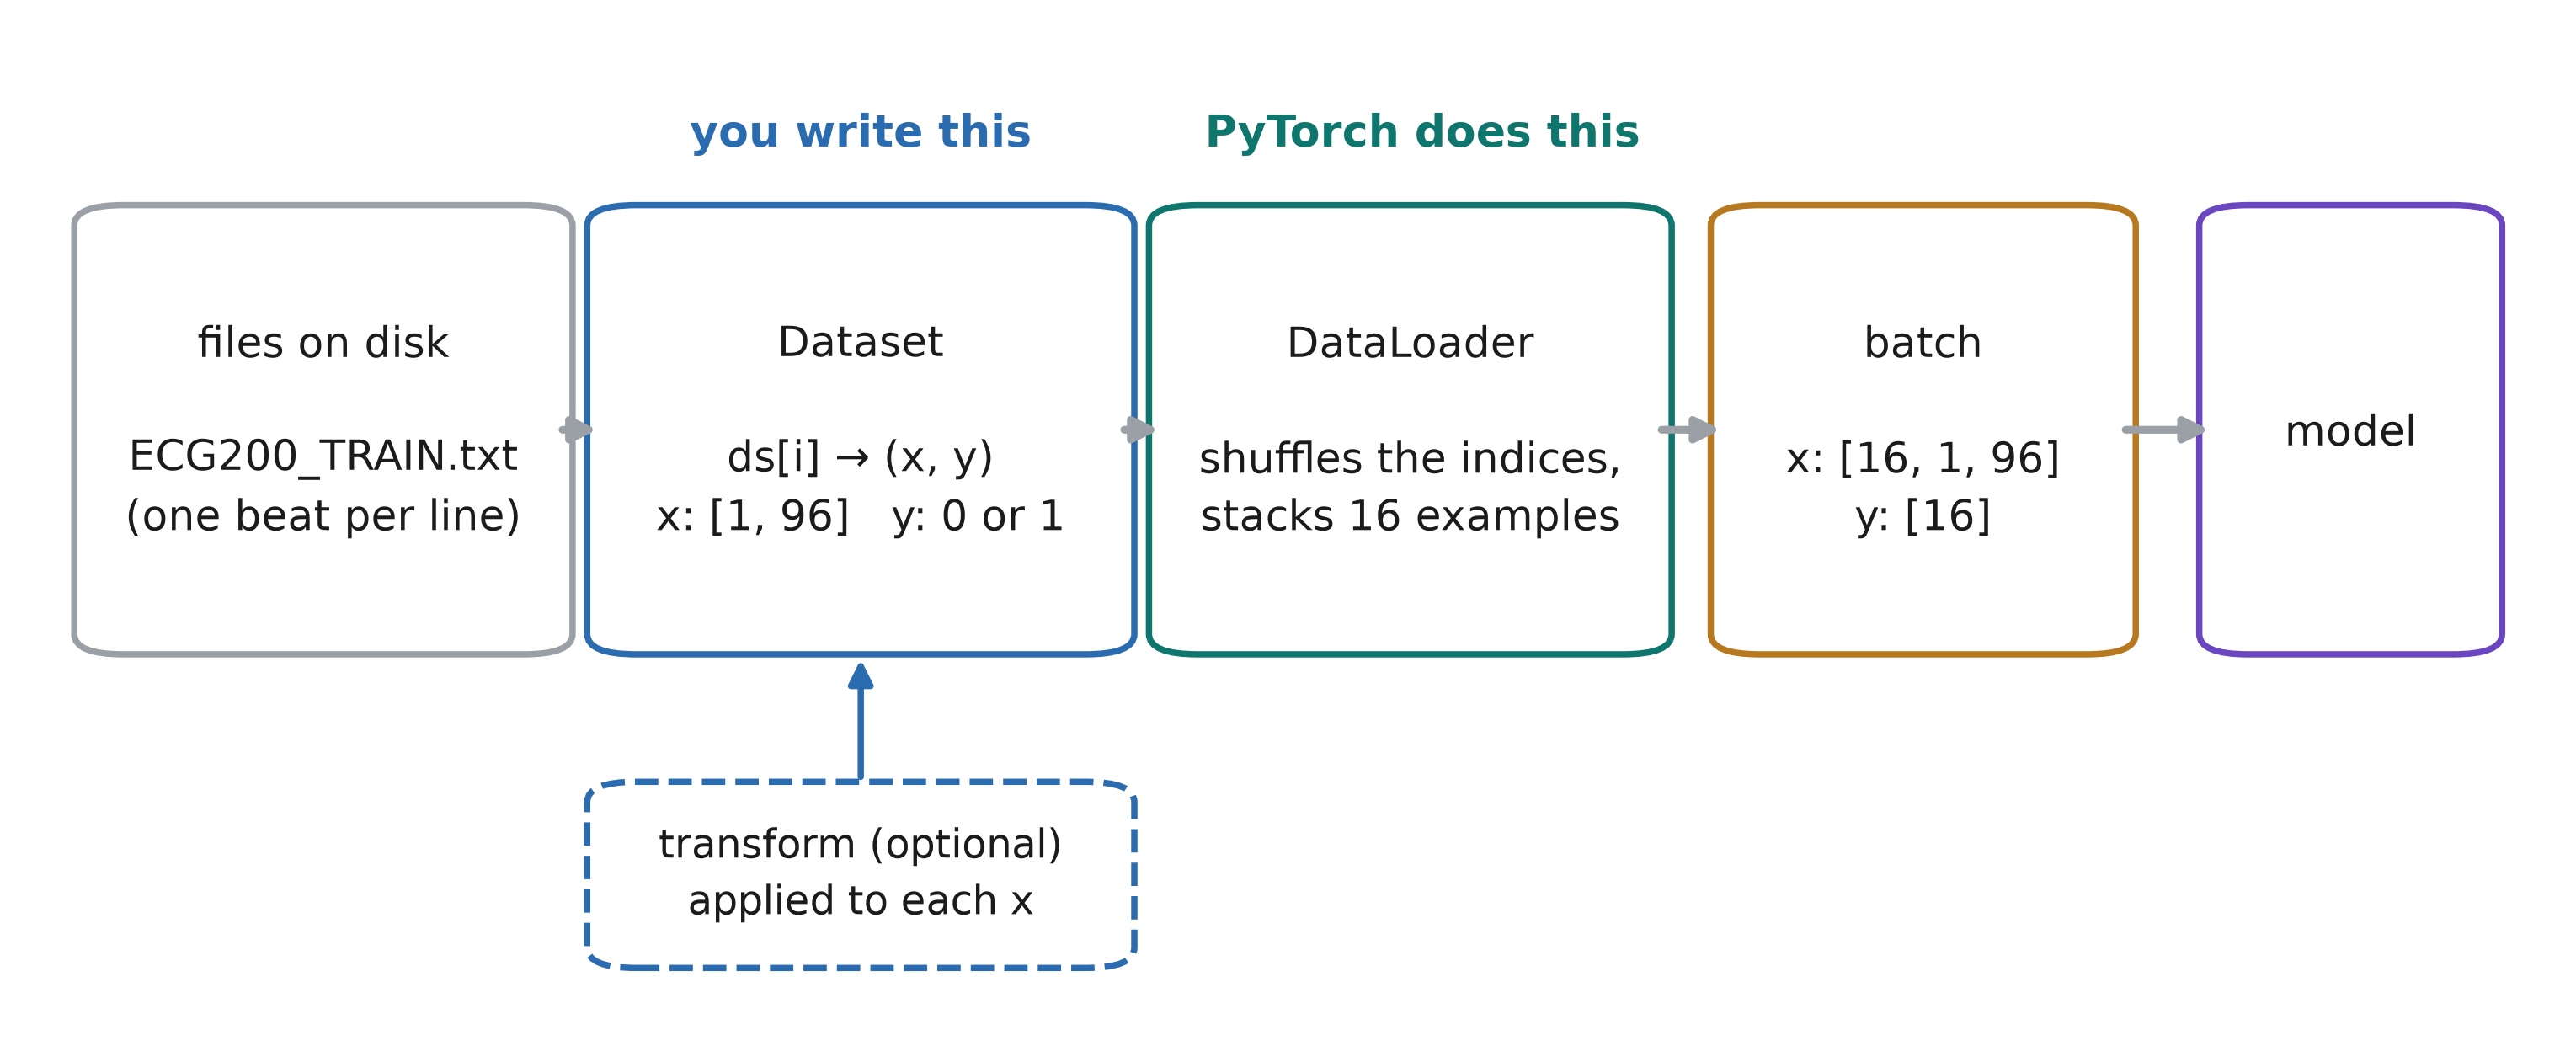 you write this
PyTorch does this
files on disk
ECG200_TRAIN.txt
(one beat per line)
Dataset
ds[i] → (x, y)
x: [1, 96]   y: 0 or 1
DataLoader
shuffles the indices,
stacks 16 examples
batch
x: [16, 1, 96]
y: [16]
model
transform (optional)
applied to each x